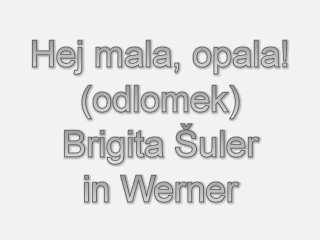 Hej mala, opala!
(odlomek)
Brigita Šuler
in Werner